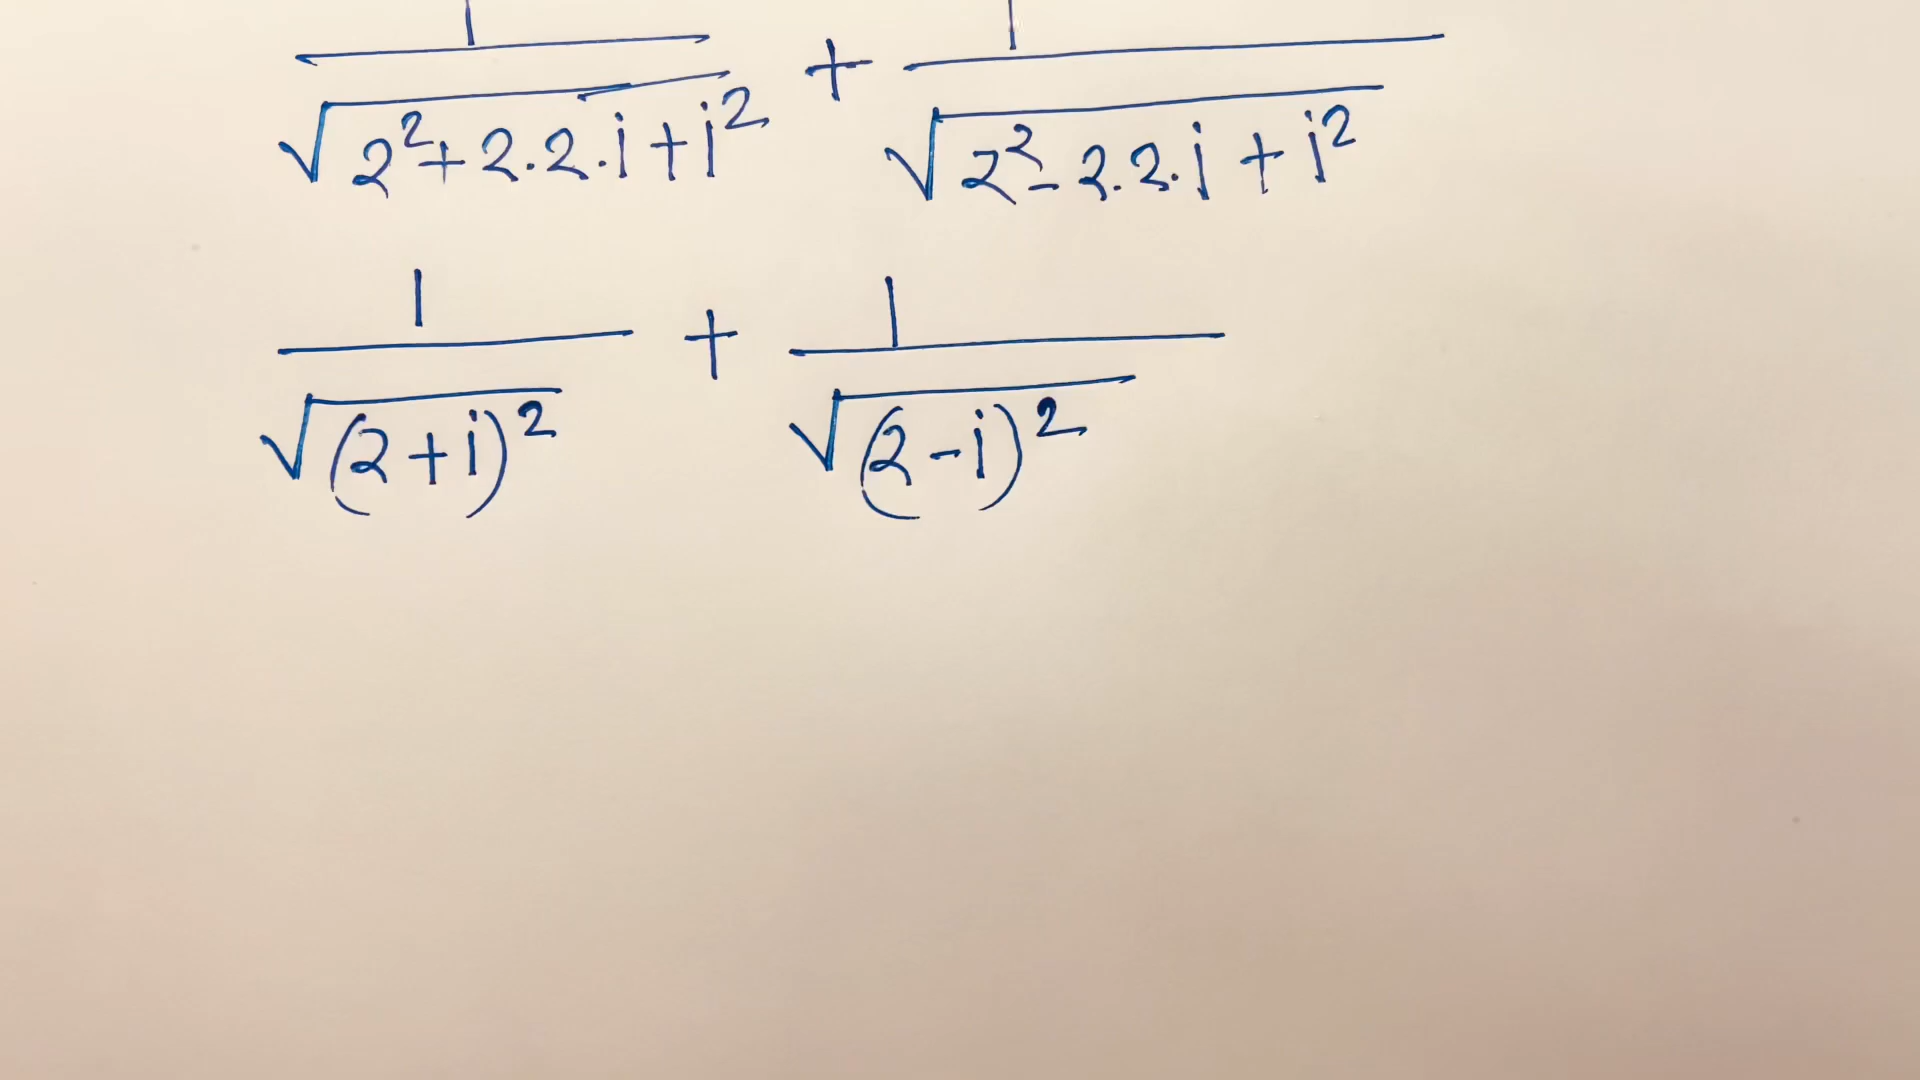 1/√(2²+2.2.i+i²) + 1/√(2²-2.2.i+i²)
1/√(2+i)² + 1/√(2-i)²